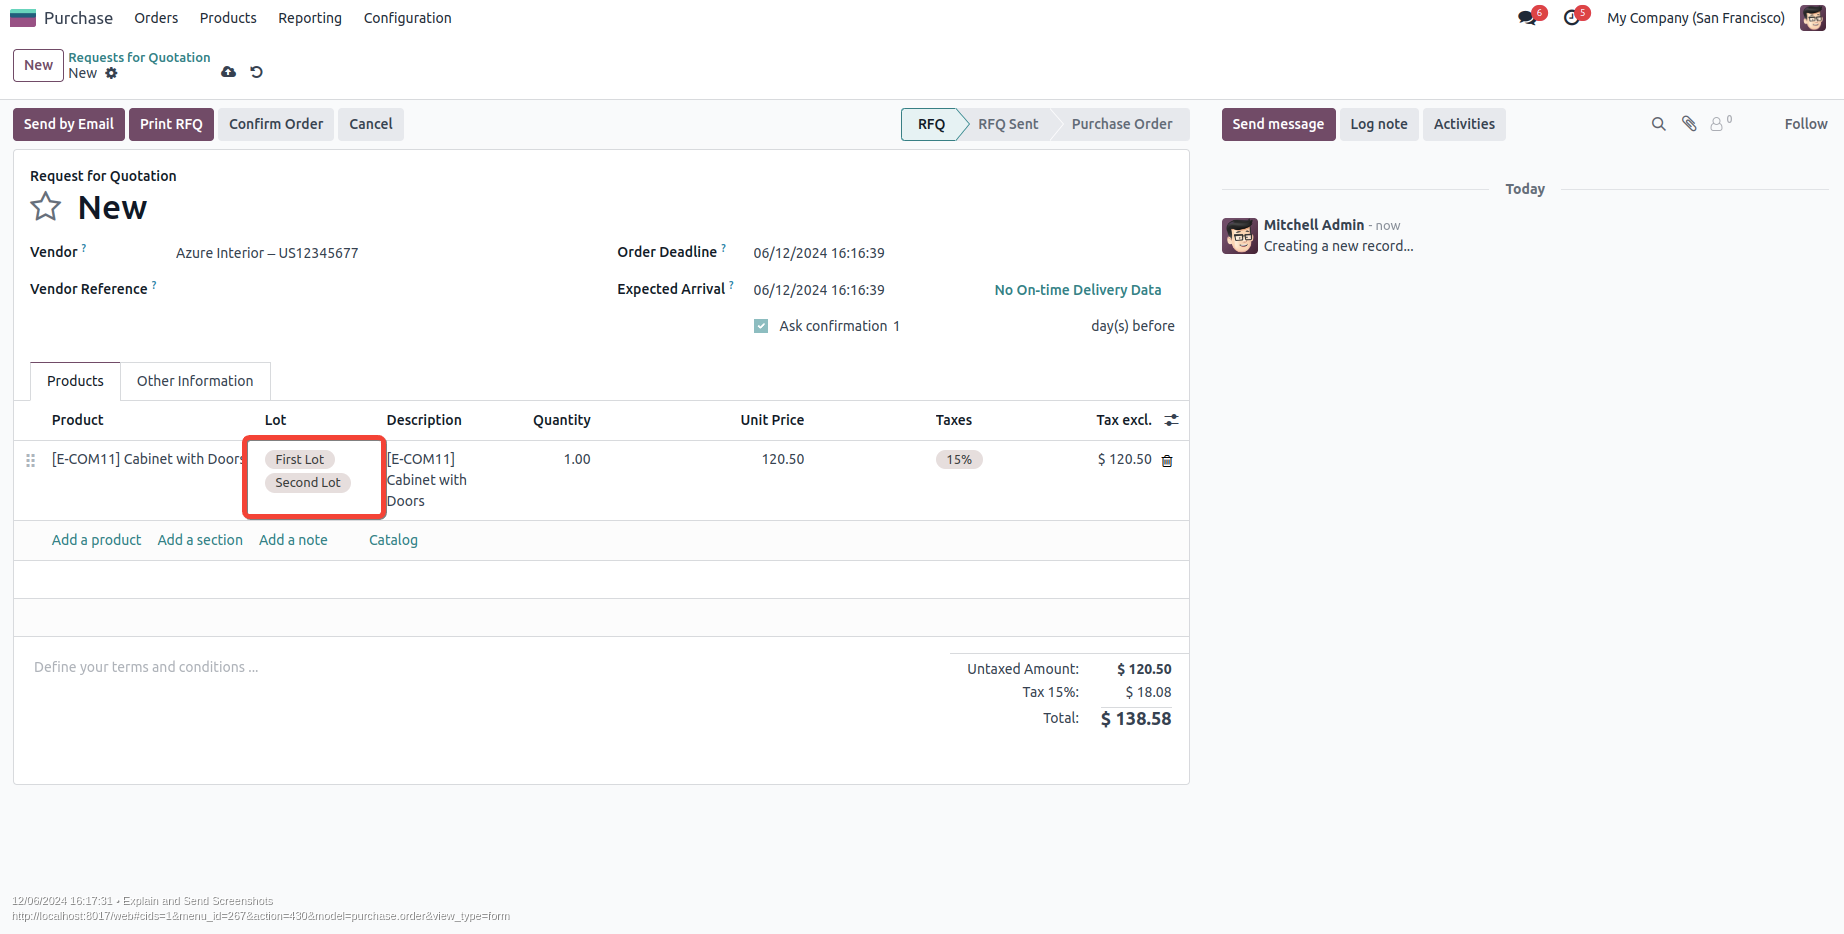 Purchase Orders Products Reporting Configuration 6 5 My Company (San Francisco)
New Requests for Quotation
New
Send by Email Print RFQ Confirm Order Cancel RFQ RFQ Sent Purchase Order Send message Log note Activities 0 Follow
Request for Quotation
New
Vendor ? Azure Interior – US12345677 Order Deadline ? 06/12/2024 16:16:39
Vendor Reference ? Expected Arrival ? 06/12/2024 16:16:39 No On-time Delivery Data
Ask confirmation 1 day(s) before
Today
Mitchell Admin - now
Creating a new record...
Products Other Information
Product Lot Description Quantity Unit Price Taxes Tax excl.
[E-COM11] Cabinet with Doors First Lot [E-COM11] 1.00 120.50 15% $ 120.50
Second Lot Cabinet with
Doors
Add a product Add a section Add a note Catalog
Define your terms and conditions ...
Untaxed Amount: $ 120.50
Tax 15%: $ 18.08
Total: $ 138.58
12/06/2024 16:17:31 • Explain and Send Screenshots
http://localhost:8017/web#cids=1&menu_id=267&action=430&model=purchase.order&view_type=form